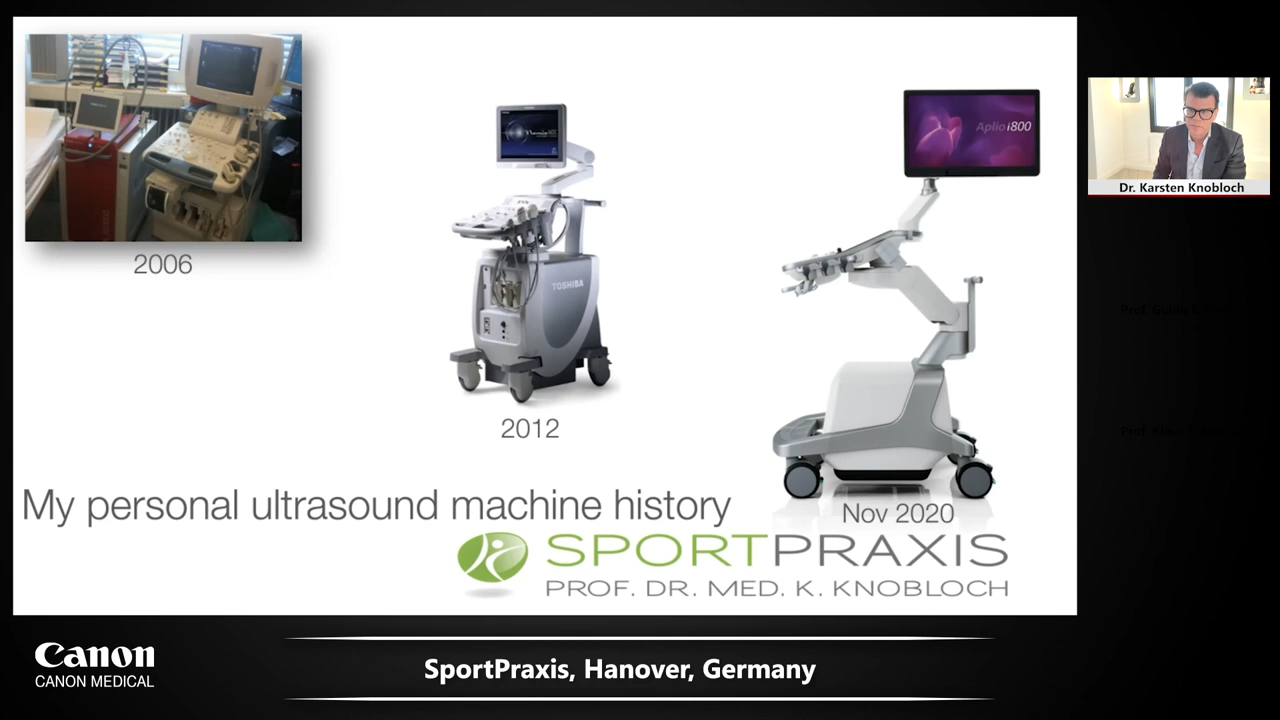 2006
TOSHIBA
2012
Aplio i800
Nov 2020
My personal ultrasound machine history
SPORTPRAXIS
PROF. DR. MED. K. KNOBLOCH
Dr. Karsten Knobloch
Canon
CANON MEDICAL
SportPraxis, Hanover, Germany